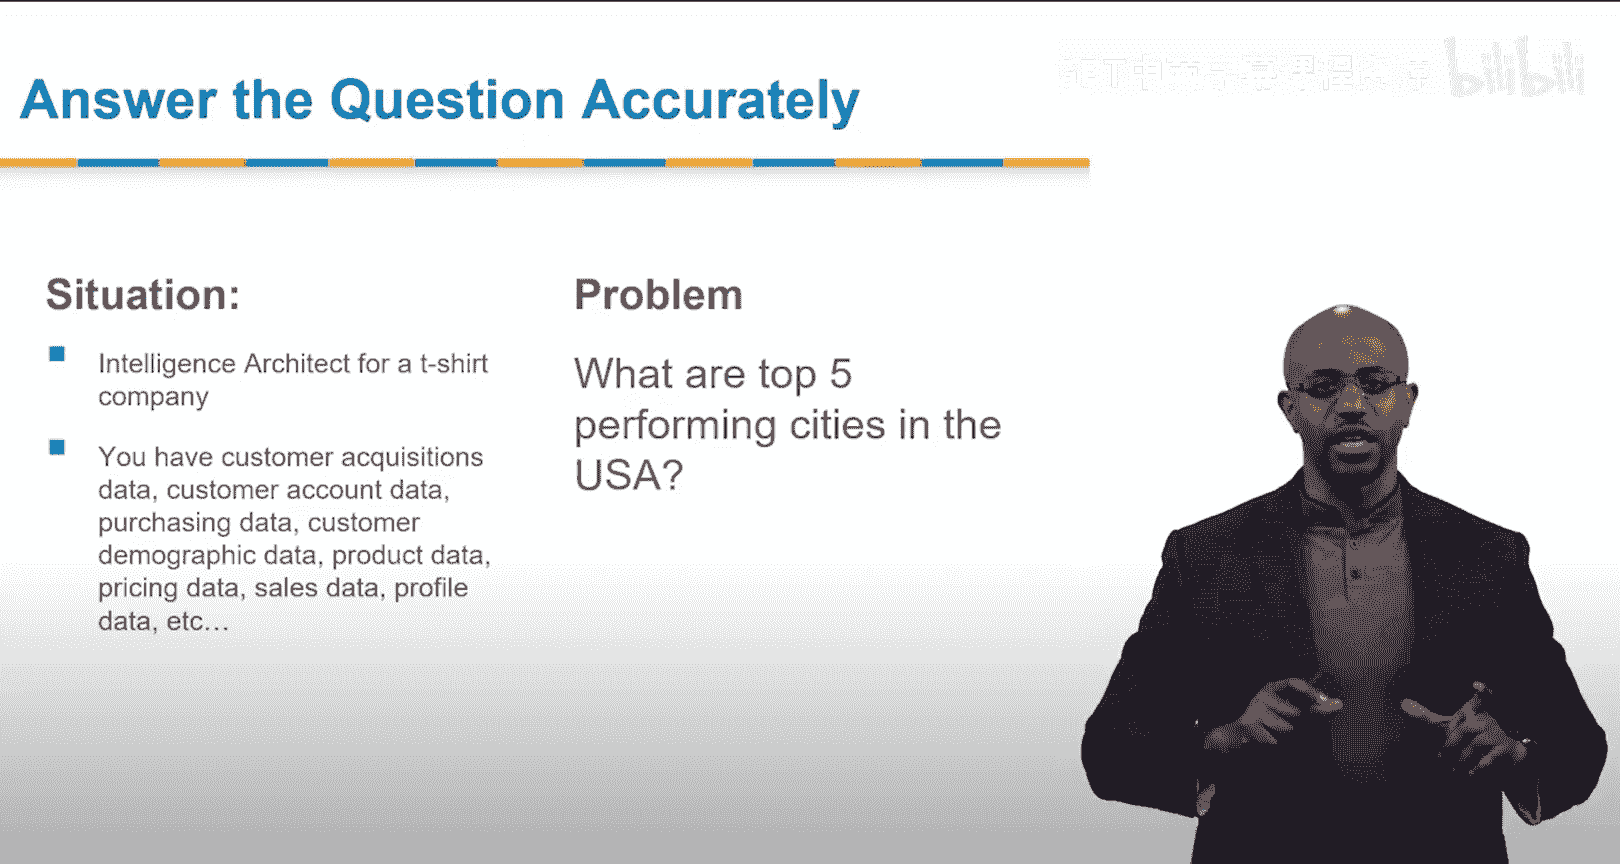 bilibili
Answer the Question Accurately
Situation:
Intelligence Architect for a t-shirt
company
You have customer acquisitions
data, customer account data,
purchasing data, customer
demographic data, product data,
pricing data, sales data, profile
data, etc...
Problem
What are top 5
performing cities in the
USA?